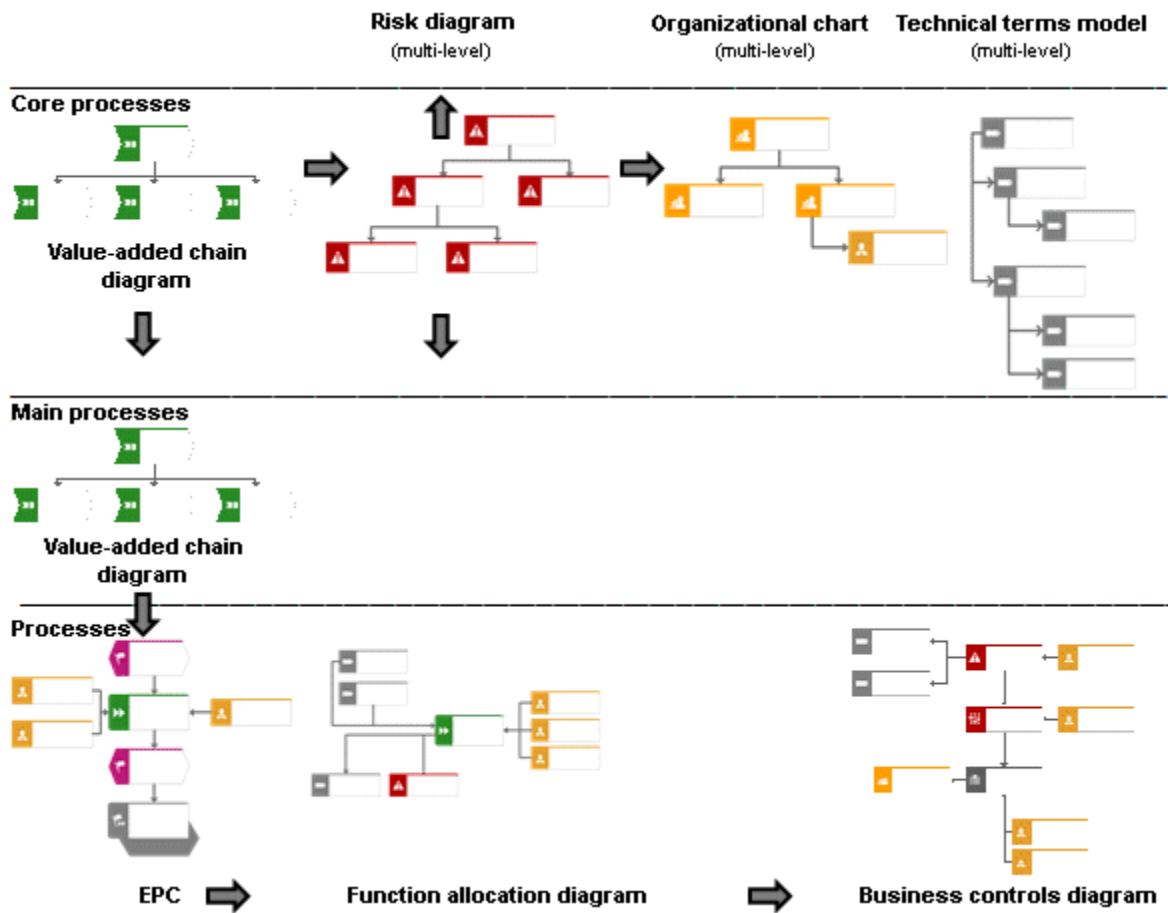 Risk diagram
(multi-level)
Organizational chart
(multi-level)
Technical terms model
(multi-level)
Core processes
Value-added chain
diagram
Main processes
Value-added chain
diagram
Processes
EPC
Function allocation diagram
Business controls diagram